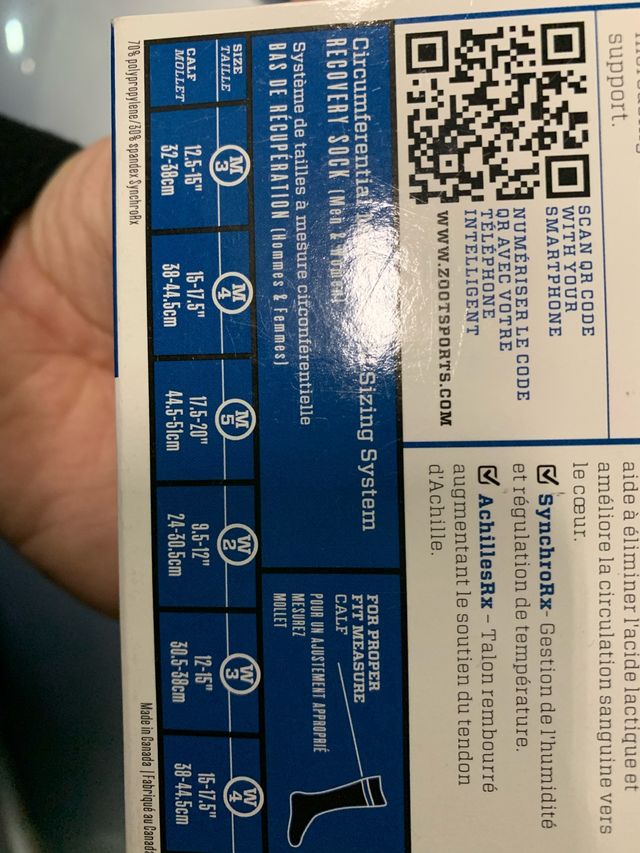 support.
SCAN QR CODE
WITH YOUR
SMARTPHONE
NUMÉRISER LE CODE
QR AVEC VOTRE
TÉLÉPHONE
INTELLIGENT
WWW.ZOOTSPORTS.COM
aide à éliminer l'acide lactique et
améliore la circulation sanguine vers
le cœur.
SynchroRx- Gestion de l'humidité
et régulation de température.
AchillesRx – Talon rembourré
augmentant le soutien du tendon
d'Achille.
Circumferential Sizing System
RECOVERY SOCK (Men & Women)
Système de tailles à mesure circonférentielle
BAS DE RÉCUPÉRATION (Hommes & Femmes)
FOR PROPER
FIT MEASURE
CALF
POUR UN AJUSTEMENT APPROPRIÉ
MESUREZ
MOLLET
SIZE
TAILLE
M 3
M 4
M 5
W 2
W 3
W 4
CALF
MOLLET
12.5-15"
32-38cm
15-17.5"
38-44.5cm
17.5-20"
44.5-51cm
9.5-12"
24-30.5cm
12-15"
30.5-38cm
15-17.5"
38-44.5cm
70% polypropylene/30% spandex SynchroRx
Made in Canada | Fabriqué au Canada